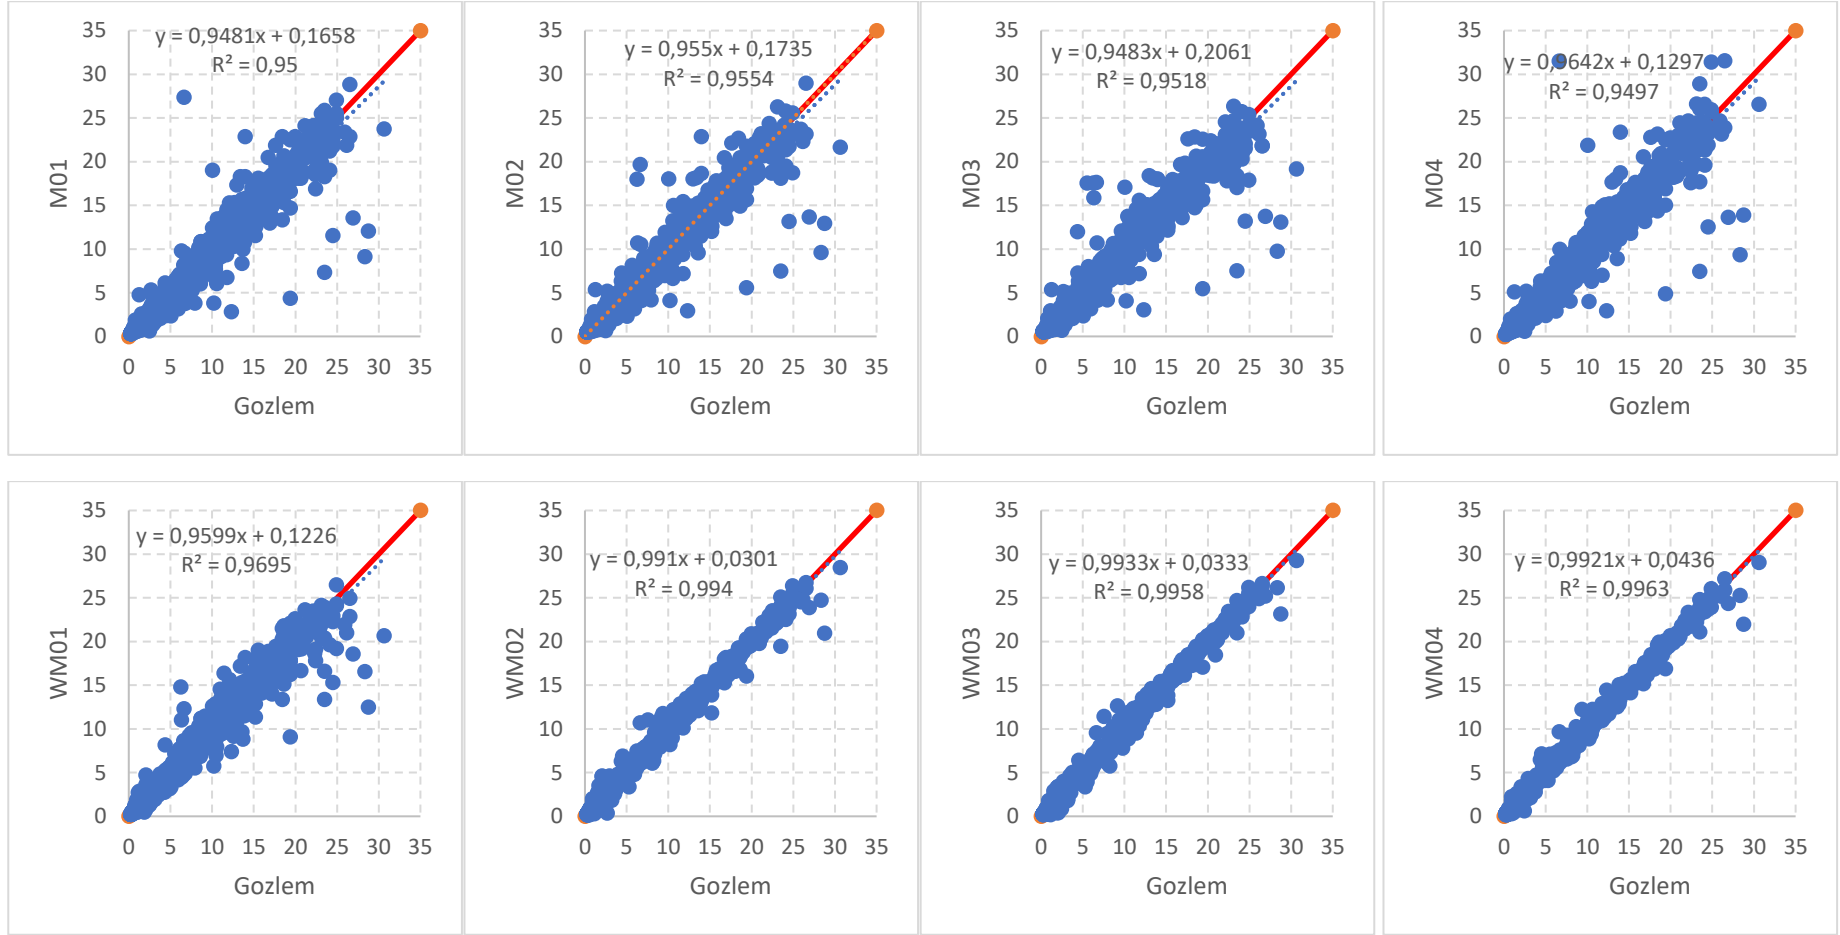 35
30
25
20
15
10
5
0
M01
y = 0,9481x + 0,1658
R² = 0,95
0 5 10 15 20 25 30 35
Gozlem
35
30
25
20
15
10
5
0
M02
y = 0,955x + 0,1735
R² = 0,9554
0 5 10 15 20 25 30 35
Gozlem
35
30
25
20
15
10
5
0
M03
y = 0,9483x + 0,2061
R² = 0,9518
0 5 10 15 20 25 30 35
Gozlem
35
30
25
20
15
10
5
0
M04
y = 0,9642x + 0,1297
R² = 0,9497
0 5 10 15 20 25 30 35
Gozlem
35
30
25
20
15
10
5
0
WM01
y = 0,9599x + 0,1226
R² = 0,9695
0 5 10 15 20 25 30 35
Gozlem
35
30
25
20
15
10
5
0
WM02
y = 0,991x + 0,0301
R² = 0,994
0 5 10 15 20 25 30 35
Gozlem
35
30
25
20
15
10
5
0
WM03
y = 0,9933x + 0,0333
R² = 0,9958
0 5 10 15 20 25 30 35
Gozlem
35
30
25
20
15
10
5
0
WM04
y = 0,9921x + 0,0436
R² = 0,9963
0 5 10 15 20 25 30 35
Gozlem